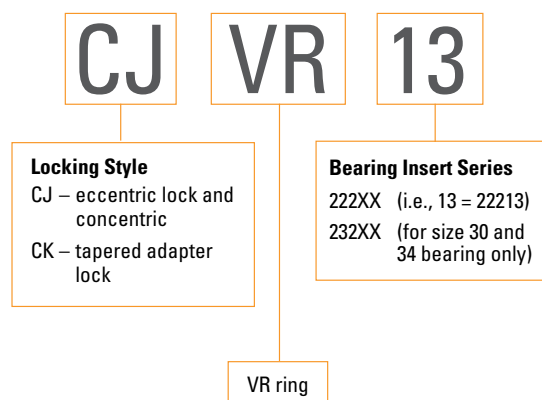 CJ VR 13
Locking Style
CJ – eccentric lock and
concentric
CK – tapered adapter
lock
Bearing Insert Series
222XX (i.e., 13 = 22213)
232XX (for size 30 and
34 bearing only)
VR ring